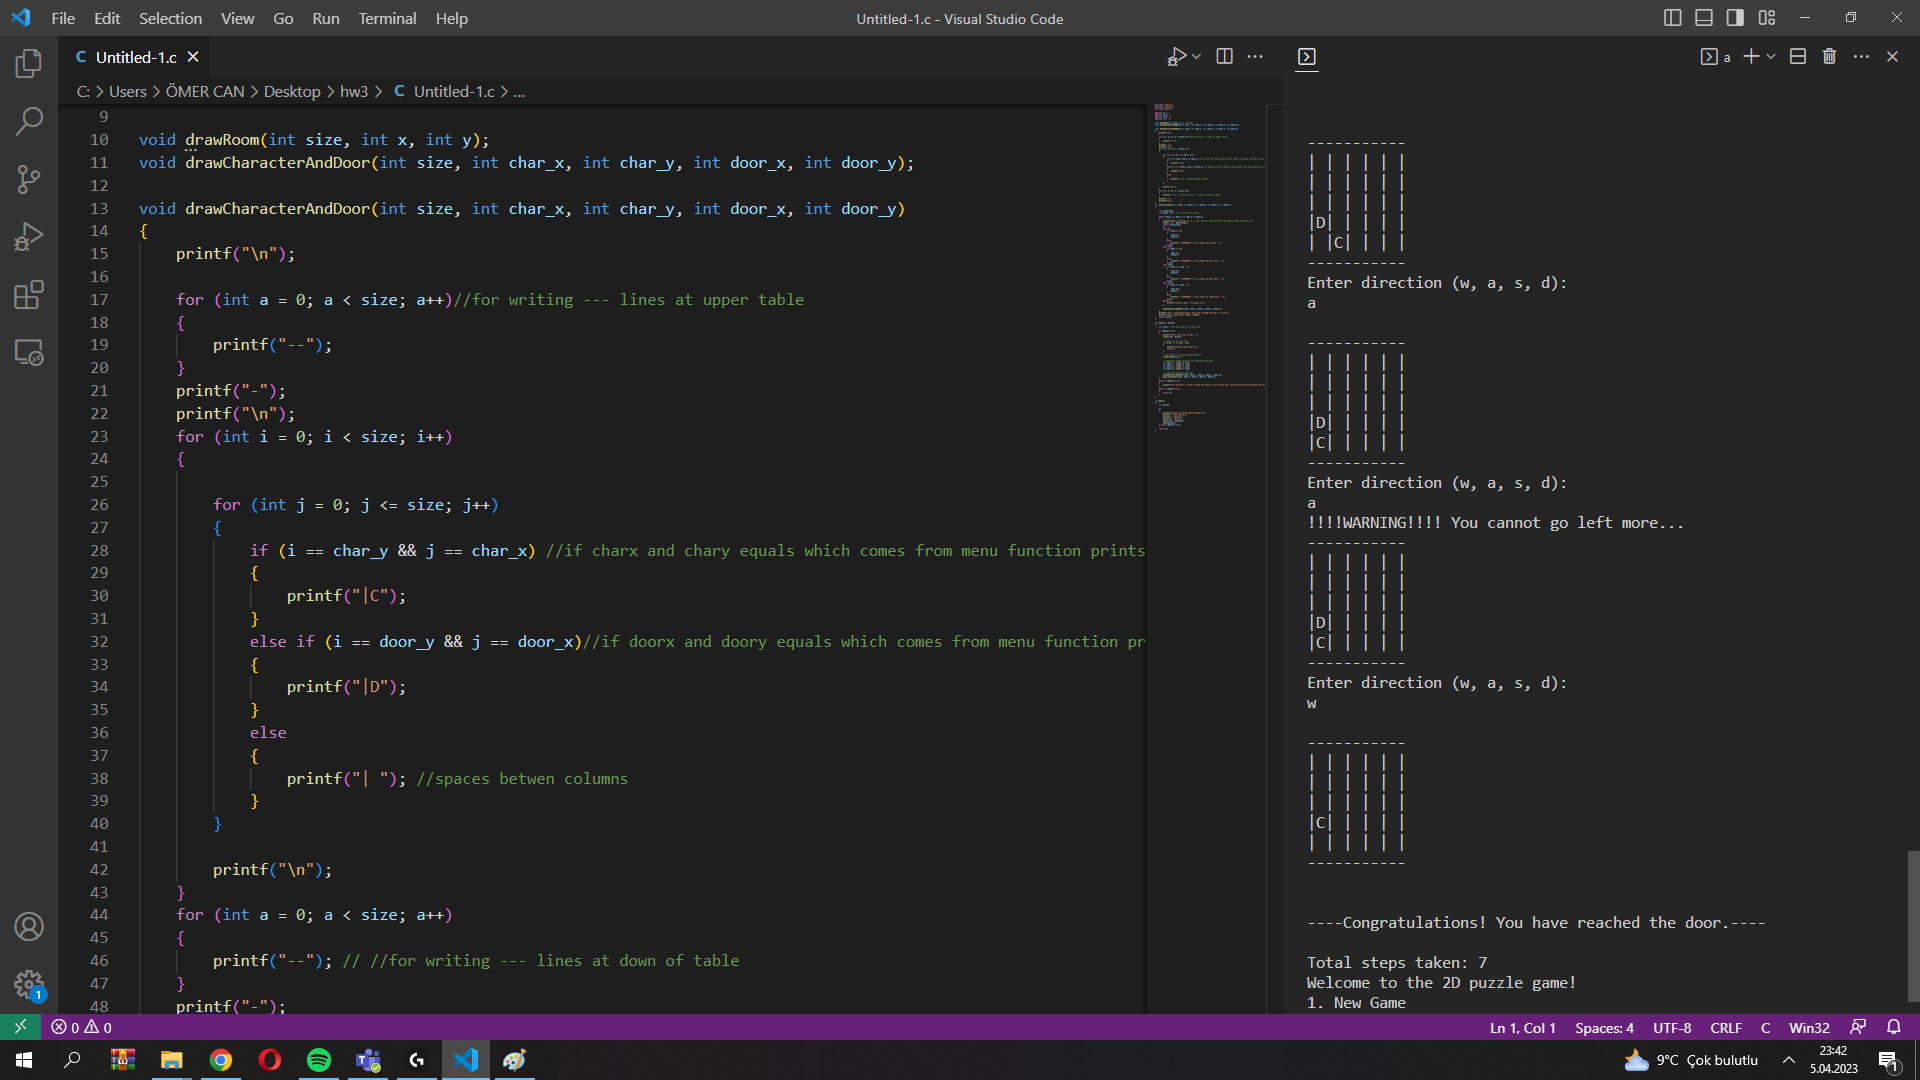 File Edit Selection View Go Run Terminal Help
Untitled-1.c - Visual Studio Code
C Untitled-1.c
C: > Users > ÖMER CAN > Desktop > hw3 > C Untitled-1.c > ...
9
10 void drawRoom(int size, int x, int y);
11 void drawCharacterAndDoor(int size, int char_x, int char_y, int door_x, int door_y);
12
13 void drawCharacterAndDoor(int size, int char_x, int char_y, int door_x, int door_y)
14 {
15 printf("\n");
16
17 for (int a = 0; a < size; a++)//for writing --- lines at upper table
18 {
19 printf("--");
20 }
21 printf("-");
22 printf("\n");
23 for (int i = 0; i < size; i++)
24 {
25
26 for (int j = 0; j <= size; j++)
27 {
28 if (i == char_y && j == char_x) //if charx and chary equals which comes from menu function prints
29 {
30 printf("|C");
31 }
32 else if (i == door_y && j == door_x)//if doorx and doory equals which comes from menu function pr
33 {
34 printf("|D");
35 }
36 else
37 {
38 printf("| "); //spaces betwen columns
39 }
40 }
41
42 printf("\n");
43 }
44 for (int a = 0; a < size; a++)
45 {
46 printf("--"); // //for writing --- lines at down of table
47 }
48 printf("-");
a
-----------
| | | | | |
| | | | | |
| | | | | |
|D| | | | |
| |C| | | |
-----------
Enter direction (w, a, s, d):
a
-----------
| | | | | |
| | | | | |
| | | | | |
|D| | | | |
|C| | | | |
-----------
Enter direction (w, a, s, d):
a
!!!!WARNING!!!! You cannot go left more...
-----------
| | | | | |
| | | | | |
| | | | | |
|D| | | | |
|C| | | | |
-----------
Enter direction (w, a, s, d):
w
-----------
| | | | | |
| | | | | |
| | | | | |
|C| | | | |
| | | | | |
-----------
----Congratulations! You have reached the door.----
Total steps taken: 7
Welcome to the 2D puzzle game!
1. New Game
1
0 0
Ln 1, Col 1 Spaces: 4 UTF-8 CRLF C Win32
9°C Çok bulutlu
23:42
5.04.2023
1